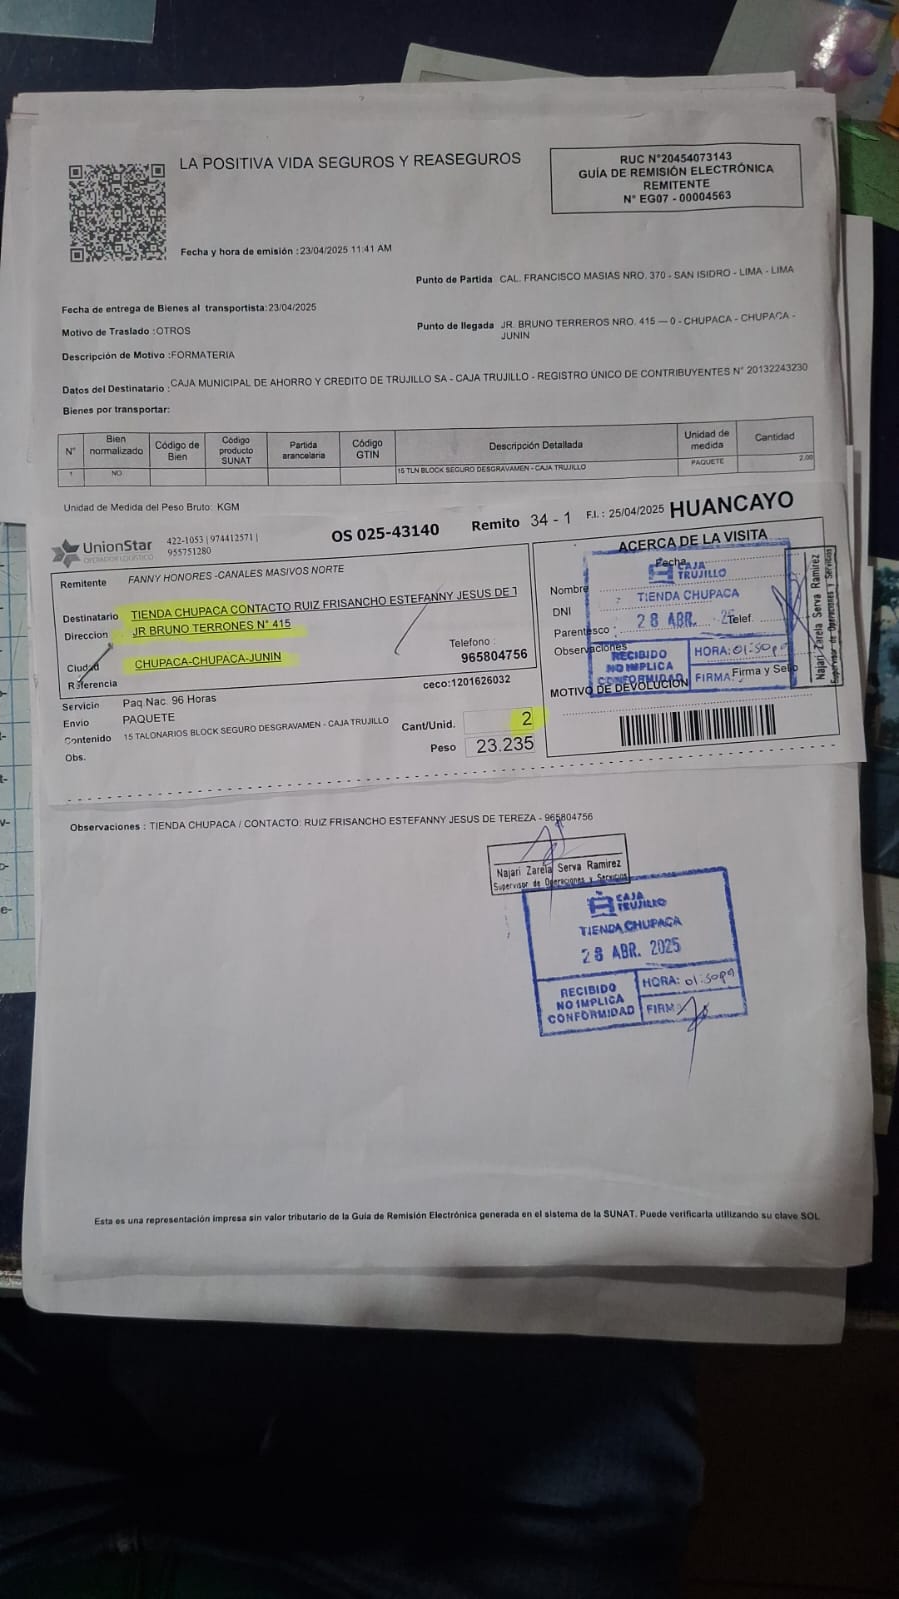 LA POSITIVA VIDA SEGUROS Y REASEGUROS
RUC N°20454073143
GUÍA DE REMISIÓN ELECTRÓNICA
REMITENTE
N° EG07 - 00004563
Fecha y hora de emisión : 23/04/2025 11:41 AM
Punto de Partida CAL. FRANCISCO MASIAS NRO. 370 - SAN ISIDRO - LIMA - LIMA
Fecha de entrega de Bienes al transportista: 23/04/2025
Motivo de Traslado : OTROS
Punto de llegada JR. BRUNO TERREROS NRO. 415 — 0 - CHUPACA - CHUPACA - JUNIN
Descripción de Motivo : FORMATERIA
Datos del Destinatario : CAJA MUNICIPAL DE AHORRO Y CREDITO DE TRUJILLO SA - CAJA TRUJILLO - REGISTRO ÚNICO DE CONTRIBUYENTES N° 20132243230
Bienes por transportar:
N° Bien normalizado Código de Bien Código producto SUNAT Partida arancelaria Código GTIN Descripción Detallada Unidad de medida Cantidad
1 NO 15 TLN BLOCK SEGURO DESGRAVAMEN - CAJA TRUJILLO PAQUETE 2.00
Unidad de Medida del Peso Bruto: KGM
UnionStar
OPERADOR LOGÍSTICO
422-1053 | 974412571 |
955751280
OS 025-43140
Remito 34 - 1 F.I. : 25/04/2025 HUANCAYO
Remitente FANNY HONORES -CANALES MASIVOS NORTE
Destinatario TIENDA CHUPACA CONTACTO RUIZ FRISANCHO ESTEFANNY JESUS DE T
Direccion JR BRUNO TERRONES N° 415
Telefono :
965804756
Ciudad CHUPACA-CHUPACA-JUNIN
Referencia
ceco:1201626032
Servicio Paq.Nac. 96 Horas
Envio PAQUETE
Contenido 15 TALONARIOS BLOCK SEGURO DESGRAVAMEN - CAJA TRUJILLO
Obs.
Cant/Unid. 2
Peso 23.235
ACERCA DE LA VISITA
Fecha
Nombre
DNI
Telef.
Parentesco :
Observaciones
Firma y Sello
MOTIVO DE DEVOLUCION
CAJA
TRUJILLO
TIENDA CHUPACA
28 ABR. 25
RECIBIDO
NO IMPLICA
CONFORMIDAD
HORA: 01:50 pm
FIRMA:
Najari Zarela Serva Ramirez
Supervisor de Operaciones y Servicios
Observaciones : TIENDA CHUPACA / CONTACTO: RUIZ FRISANCHO ESTEFANNY JESUS DE TEREZA - 965804756
Najari Zarela Serva Ramirez
Supervisor de Operaciones y Servicios
CAJA
TRUJILLO
TIENDA CHUPACA
28 ABR. 2025
RECIBIDO
NO IMPLICA
CONFORMIDAD
HORA: 01:50 pm
FIRMA
Esta es una representación impresa sin valor tributario de la Guía de Remisión Electrónica generada en el sistema de la SUNAT. Puede verificarla utilizando su clave SOL